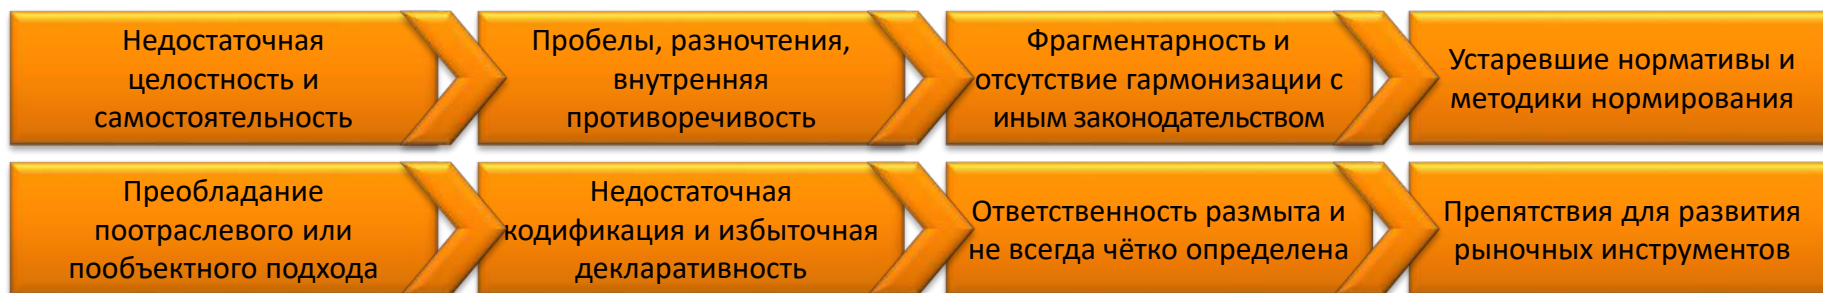 Недостаточная
целостность и
самостоятельность
Пробелы, разночтения,
внутренняя
противоречивость
Фрагментарность и
отсутствие гармонизации с
иным законодательством
Устаревшие нормативы и
методики нормирования
Преобладание
поотраслевого или
пообъектного подхода
Недостаточная
кодификация и избыточная
декларативность
Ответственность размыта и
не всегда чётко определена
Препятствия для развития
рыночных инструментов